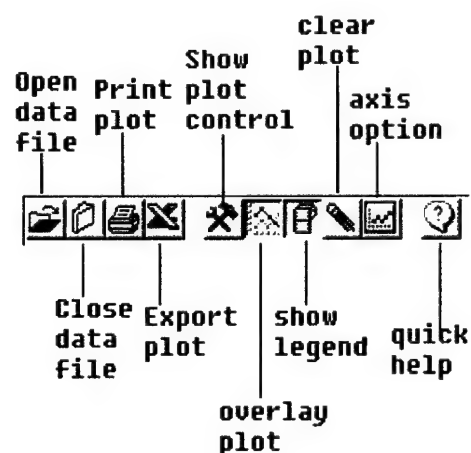 Open
data
file
Print
plot
Show
plot
control
clear
plot
axis
option
Close
data
file
Export
plot
overlay
plot
show
legend
quick
help